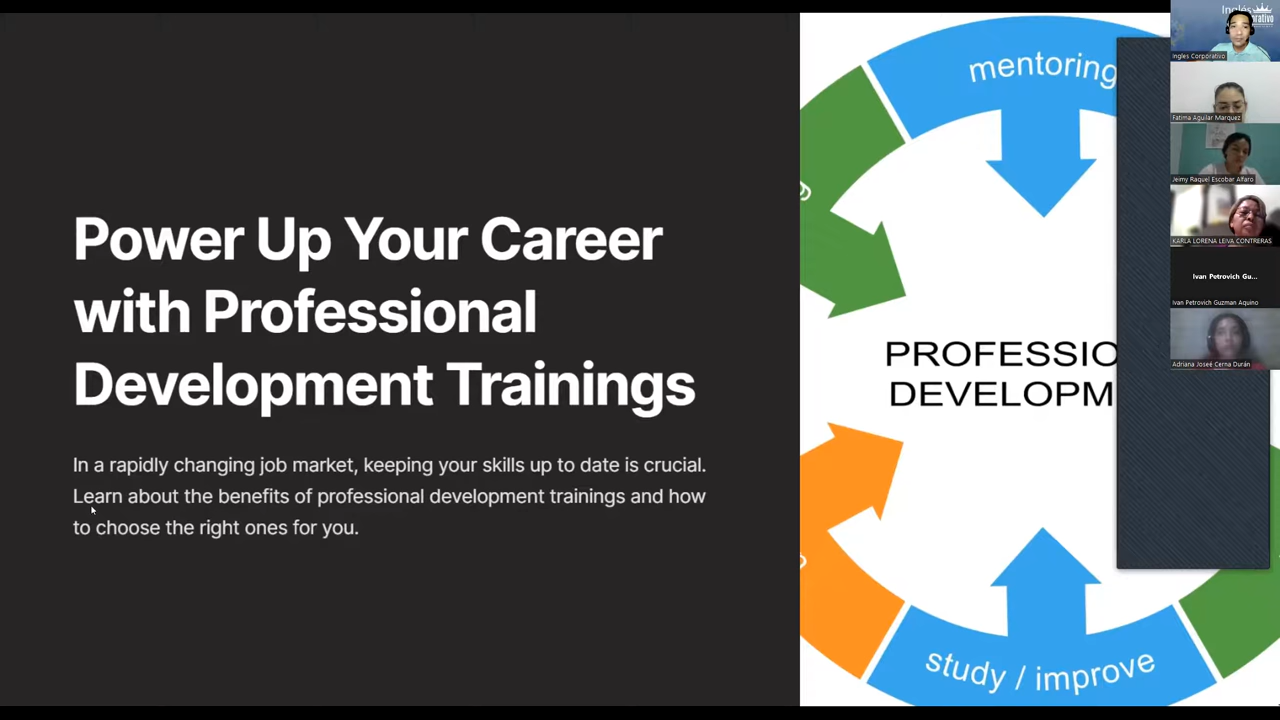 Power Up Your Career
with Professional
Development Trainings
In a rapidly changing job market, keeping your skills up to date is crucial.
Learn about the benefits of professional development trainings and how
to choose the right ones for you.
mentoring
PROFESSIO
DEVELOPM
study / improve
Ingles Corporativo
Fatima Aguilar Marquez
Jeimy Raquel Escobar Alfaro
KARLA LORENA LEIVA CONTRERAS
Ivan Petrovich Gu...
Ivan Petrovich Guzman Aquino
Adriana Joseé Cerna Durán